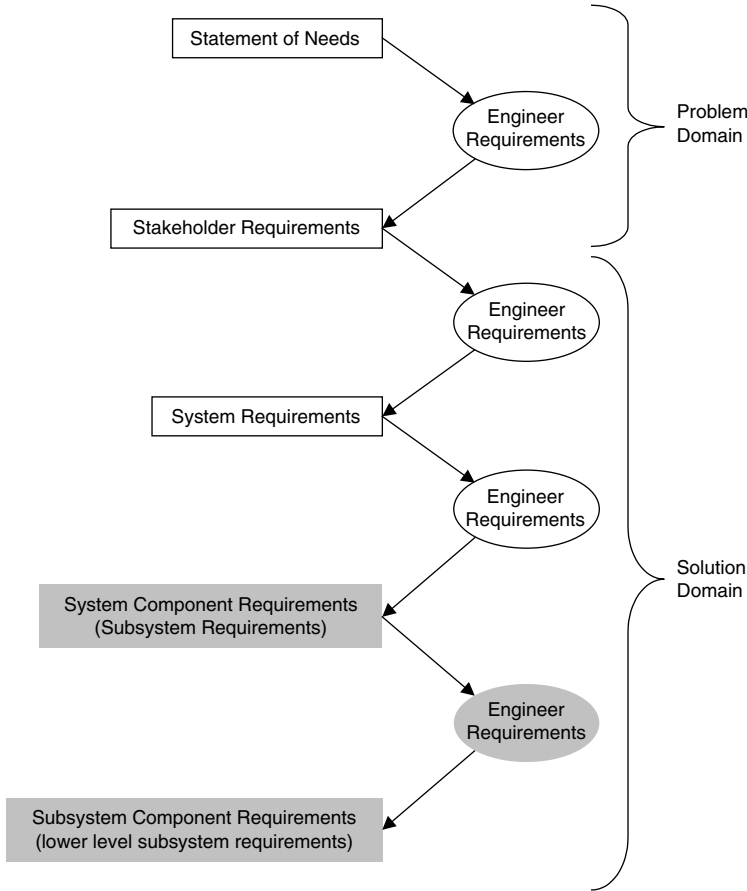 Statement of Needs
Engineer
Requirements
Problem
Domain
Stakeholder Requirements
Engineer
Requirements
System Requirements
Engineer
Requirements
Solution
Domain
System Component Requirements
(Subsystem Requirements)
Engineer
Requirements
Subsystem Component Requirements
(lower level subsystem requirements)